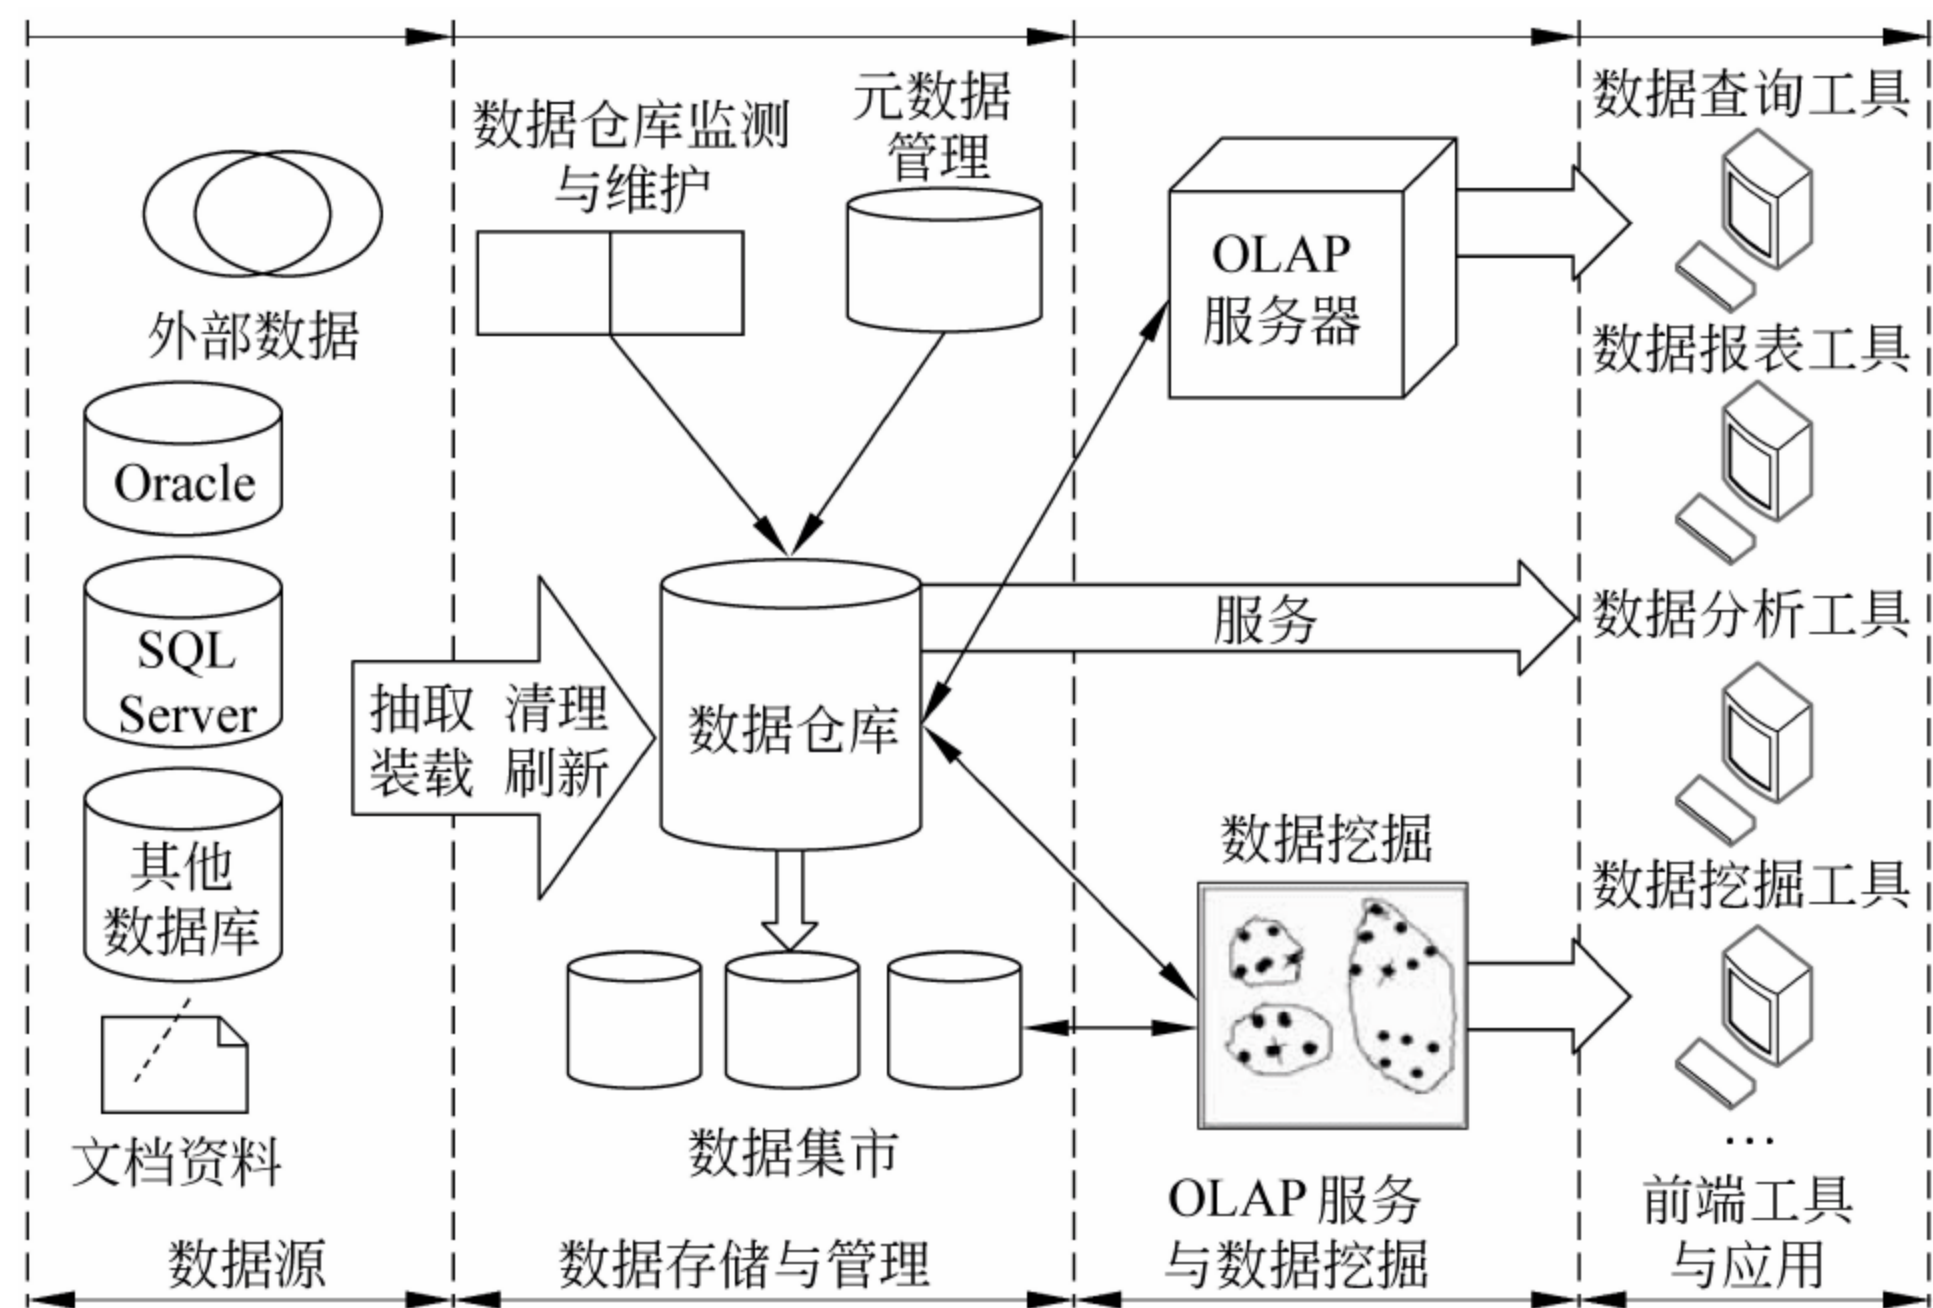 外部数据
Oracle
SQL
Server
其他
数据库
文档资料
数据源
数据仓库监测
与维护
元数据
管理
抽取 清理
装载 刷新
数据仓库
数据集市
数据存储与管理
OLAP
服务器
服务
数据挖掘
OLAP 服务
与数据挖掘
数据查询工具
数据报表工具
数据分析工具
数据挖掘工具
…
前端工具
与应用